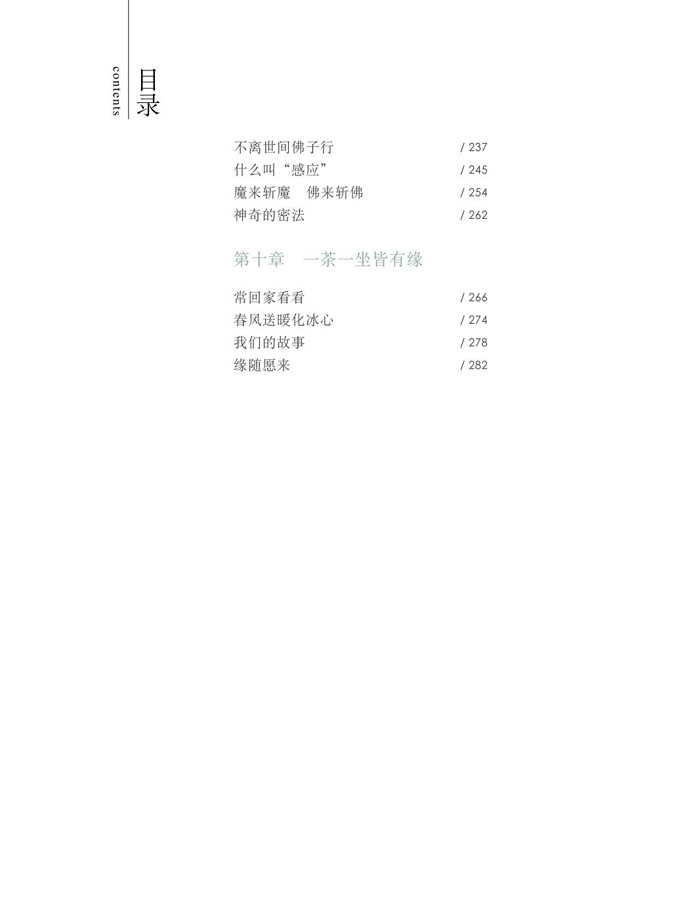 目录
contents
不离世间佛子行 / 237
什么叫“感应” / 245
魔来斩魔　佛来斩佛 / 254
神奇的密法 / 262
第十章　一茶一坐皆有缘
常回家看看 / 266
春风送暖化冰心 / 274
我们的故事 / 278
缘随愿来 / 282